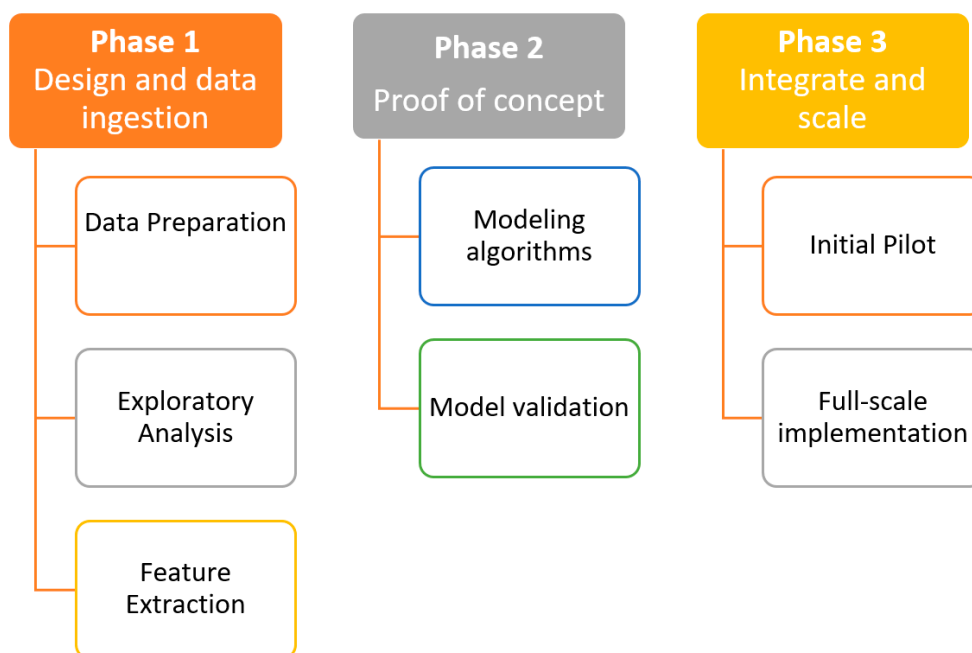 Phase 1
Design and data
ingestion
Data Preparation
Exploratory
Analysis
Feature
Extraction
Phase 2
Proof of concept
Modeling
algorithms
Model validation
Phase 3
Integrate and
scale
Initial Pilot
Full-scale
implementation